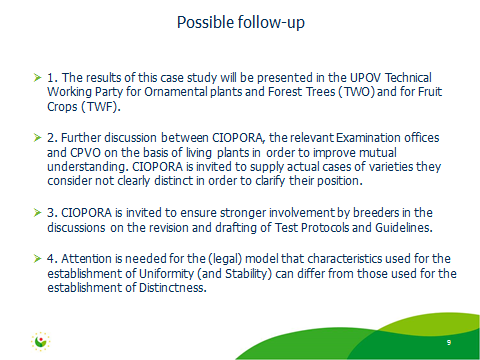 Possible follow-up
1. The results of this case study will be presented in the UPOV Technical
Working Party for Ornamental plants and Forest Trees (TWO) and for Fruit
Crops (TWF).
2. Further discussion between CIOPORA, the relevant Examination offices
and CPVO on the basis of living plants in order to improve mutual
understanding. CIOPORA is invited to supply actual cases of varieties they
consider not clearly distinct in order to clarify their position.
3. CIOPORA is invited to ensure stronger involvement by breeders in the
discussions on the revision and drafting of Test Protocols and Guidelines.
4. Attention is needed for the (legal) model that characteristics used for the
establishment of Uniformity (and Stability) can differ from those used for the
establishment of Distinctness.
9